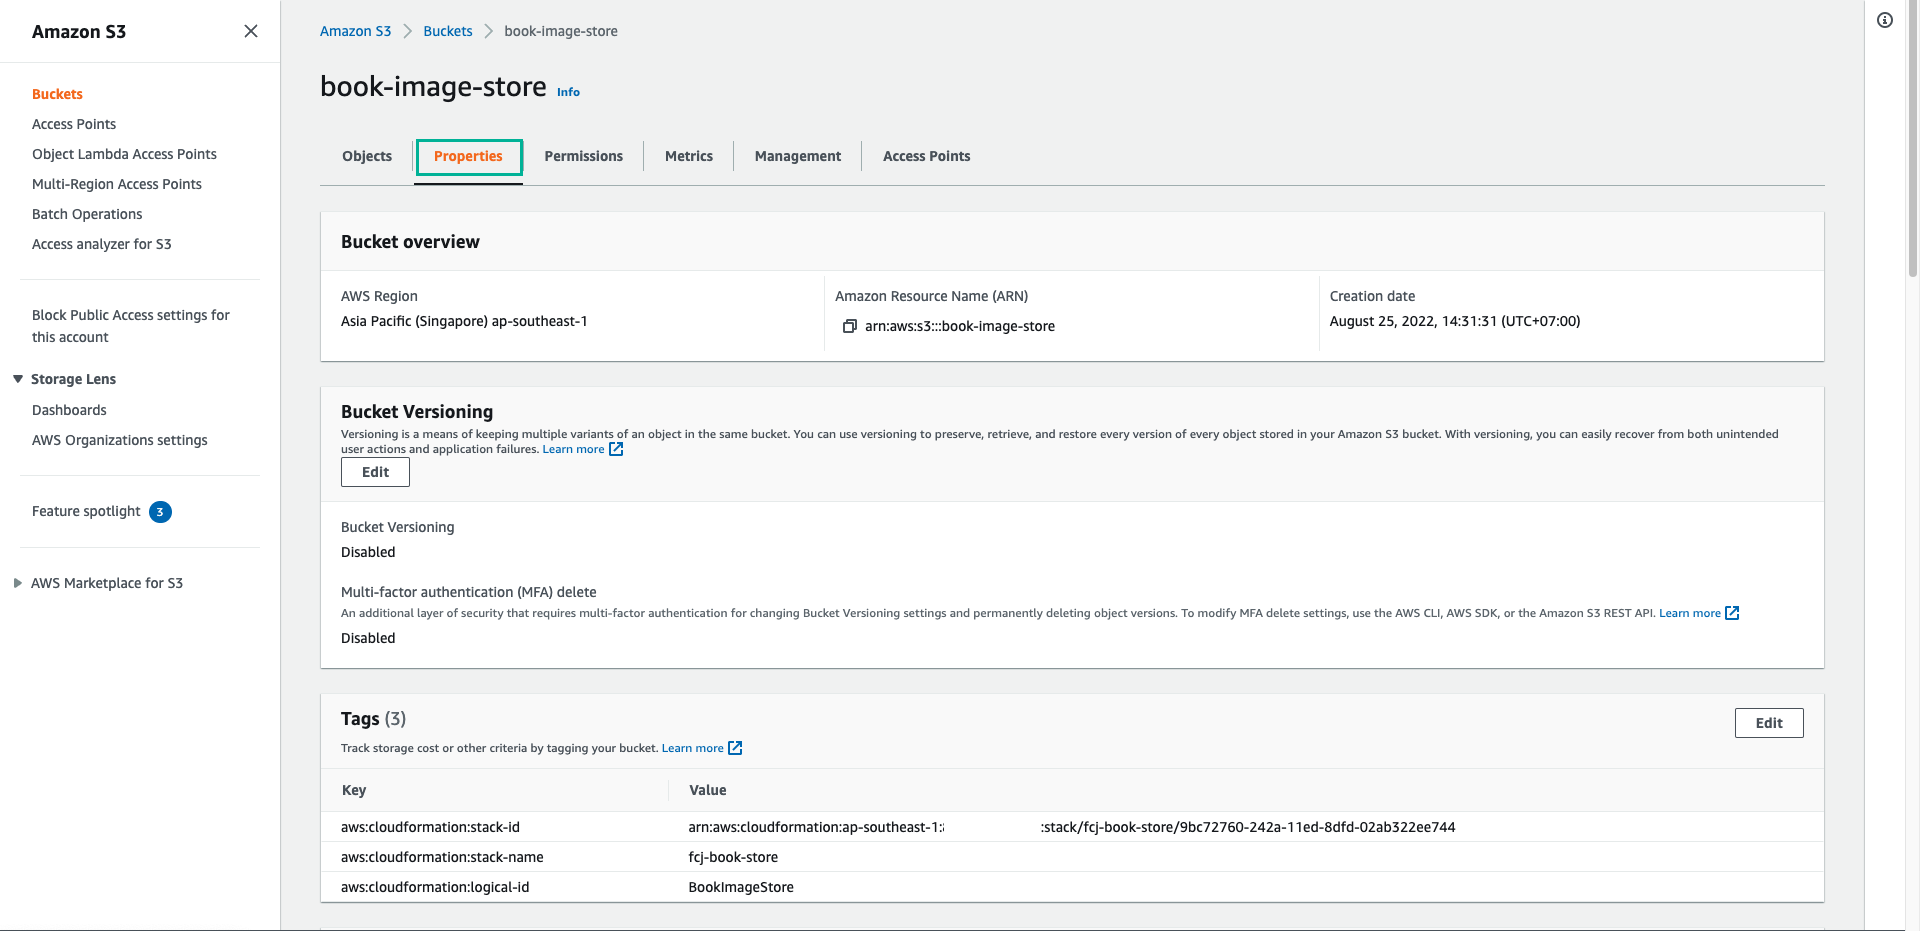 Amazon S3
Buckets
Access Points
Object Lambda Access Points
Multi-Region Access Points
Batch Operations
Access analyzer for S3
Block Public Access settings for
this account
Storage Lens
Dashboards
AWS Organizations settings
Feature spotlight 3
AWS Marketplace for S3
Amazon S3 Buckets book-image-store
book-image-store Info
Objects Properties Permissions Metrics Management Access Points
Bucket overview
AWS Region
Asia Pacific (Singapore) ap-southeast-1
Amazon Resource Name (ARN)
arn:aws:s3:::book-image-store
Creation date
August 25, 2022, 14:31:31 (UTC+07:00)
Bucket Versioning
Versioning is a means of keeping multiple variants of an object in the same bucket. You can use versioning to preserve, retrieve, and restore every version of every object stored in your Amazon S3 bucket. With versioning, you can easily recover from both unintended
user actions and application failures. Learn more
Edit
Bucket Versioning
Disabled
Multi-factor authentication (MFA) delete
An additional layer of security that requires multi-factor authentication for changing Bucket Versioning settings and permanently deleting object versions. To modify MFA delete settings, use the AWS CLI, AWS SDK, or the Amazon S3 REST API. Learn more
Disabled
Tags (3)
Edit
Track storage cost or other criteria by tagging your bucket. Learn more
Key Value
aws:cloudformation:stack-id arn:aws:cloudformation:ap-southeast-1: :stack/fcj-book-store/9bc72760-242a-11ed-8dfd-02ab322ee744
aws:cloudformation:stack-name fcj-book-store
aws:cloudformation:logical-id BookImageStore